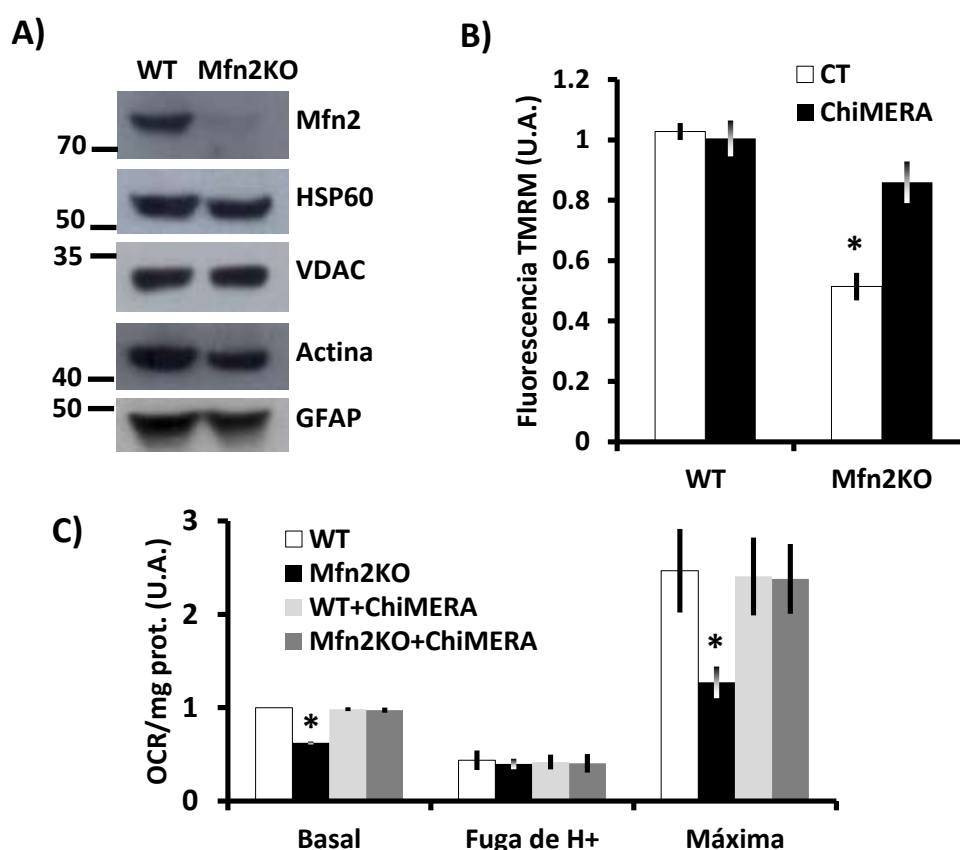 A)
WT Mfn2KO
Mfn2
70
HSP60
50
35
VDAC
Actina
40
50
GFAP
B)
Fluorescencia TMRM (U.A.)
1.2
1
0.8
0.6
0.4
0.2
0
CT
ChiMERA
*
WT Mfn2KO
C)
OCR/mg prot. (U.A.)
3
2
1
0
WT
Mfn2KO
WT+ChiMERA
Mfn2KO+ChiMERA
*
*
Basal Fuga de H+ Máxima